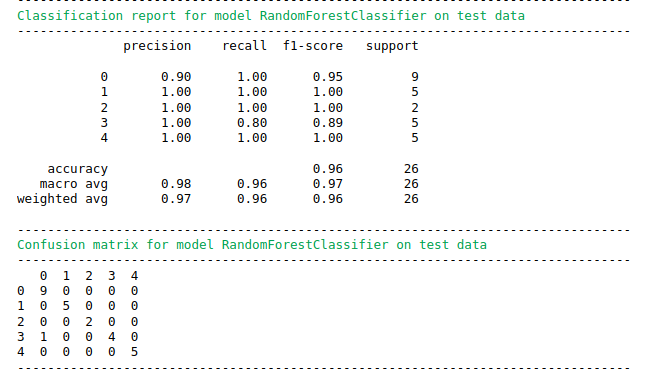 --------------------------------------------------------------------------------
Classification report for model RandomForestClassifier on test data
--------------------------------------------------------------------------------
              precision    recall  f1-score   support

           0       0.90      1.00      0.95         9
           1       1.00      1.00      1.00         5
           2       1.00      1.00      1.00         2
           3       1.00      0.80      0.89         5
           4       1.00      1.00      1.00         5

    accuracy                           0.96        26
   macro avg       0.98      0.96      0.97        26
weighted avg       0.97      0.96      0.96        26

--------------------------------------------------------------------------------
Confusion matrix for model RandomForestClassifier on test data
--------------------------------------------------------------------------------
   0  1  2  3  4
0  9  0  0  0  0
1  0  5  0  0  0
2  0  0  2  0  0
3  1  0  0  4  0
4  0  0  0  0  5
--------------------------------------------------------------------------------